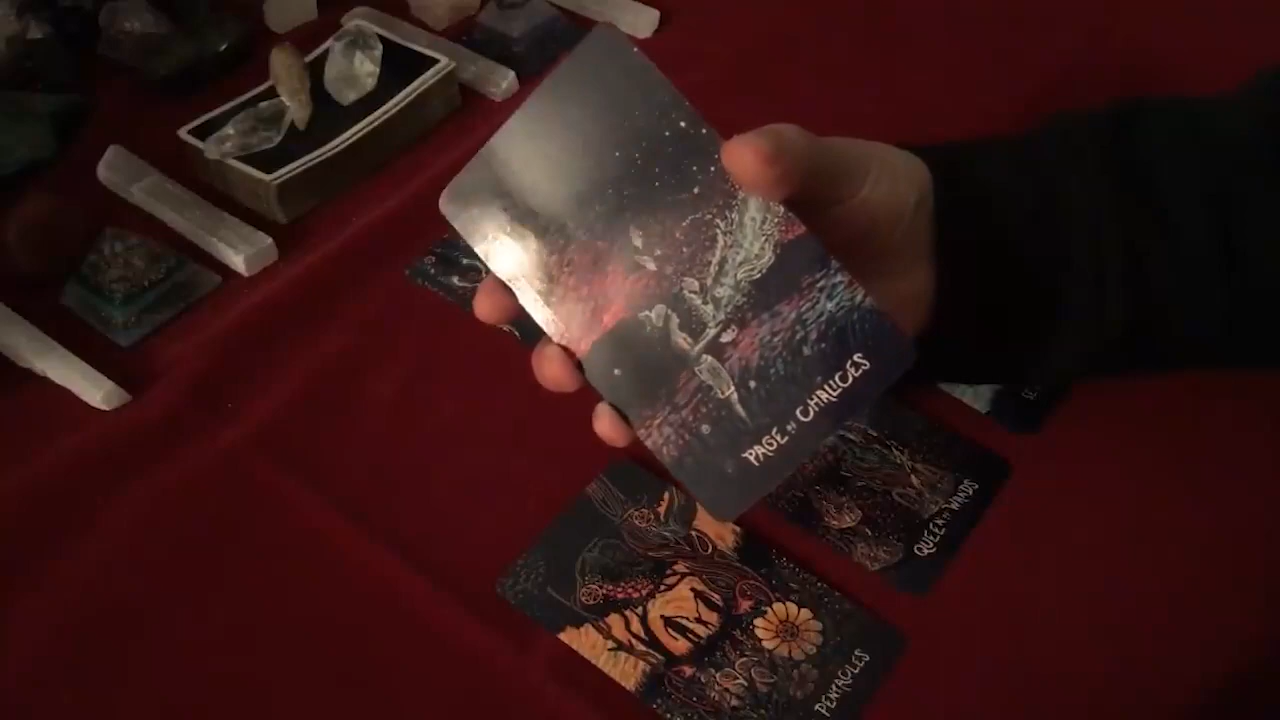 PAGE OF CHALICES
QUEEN OF WANDS
PENTACLES